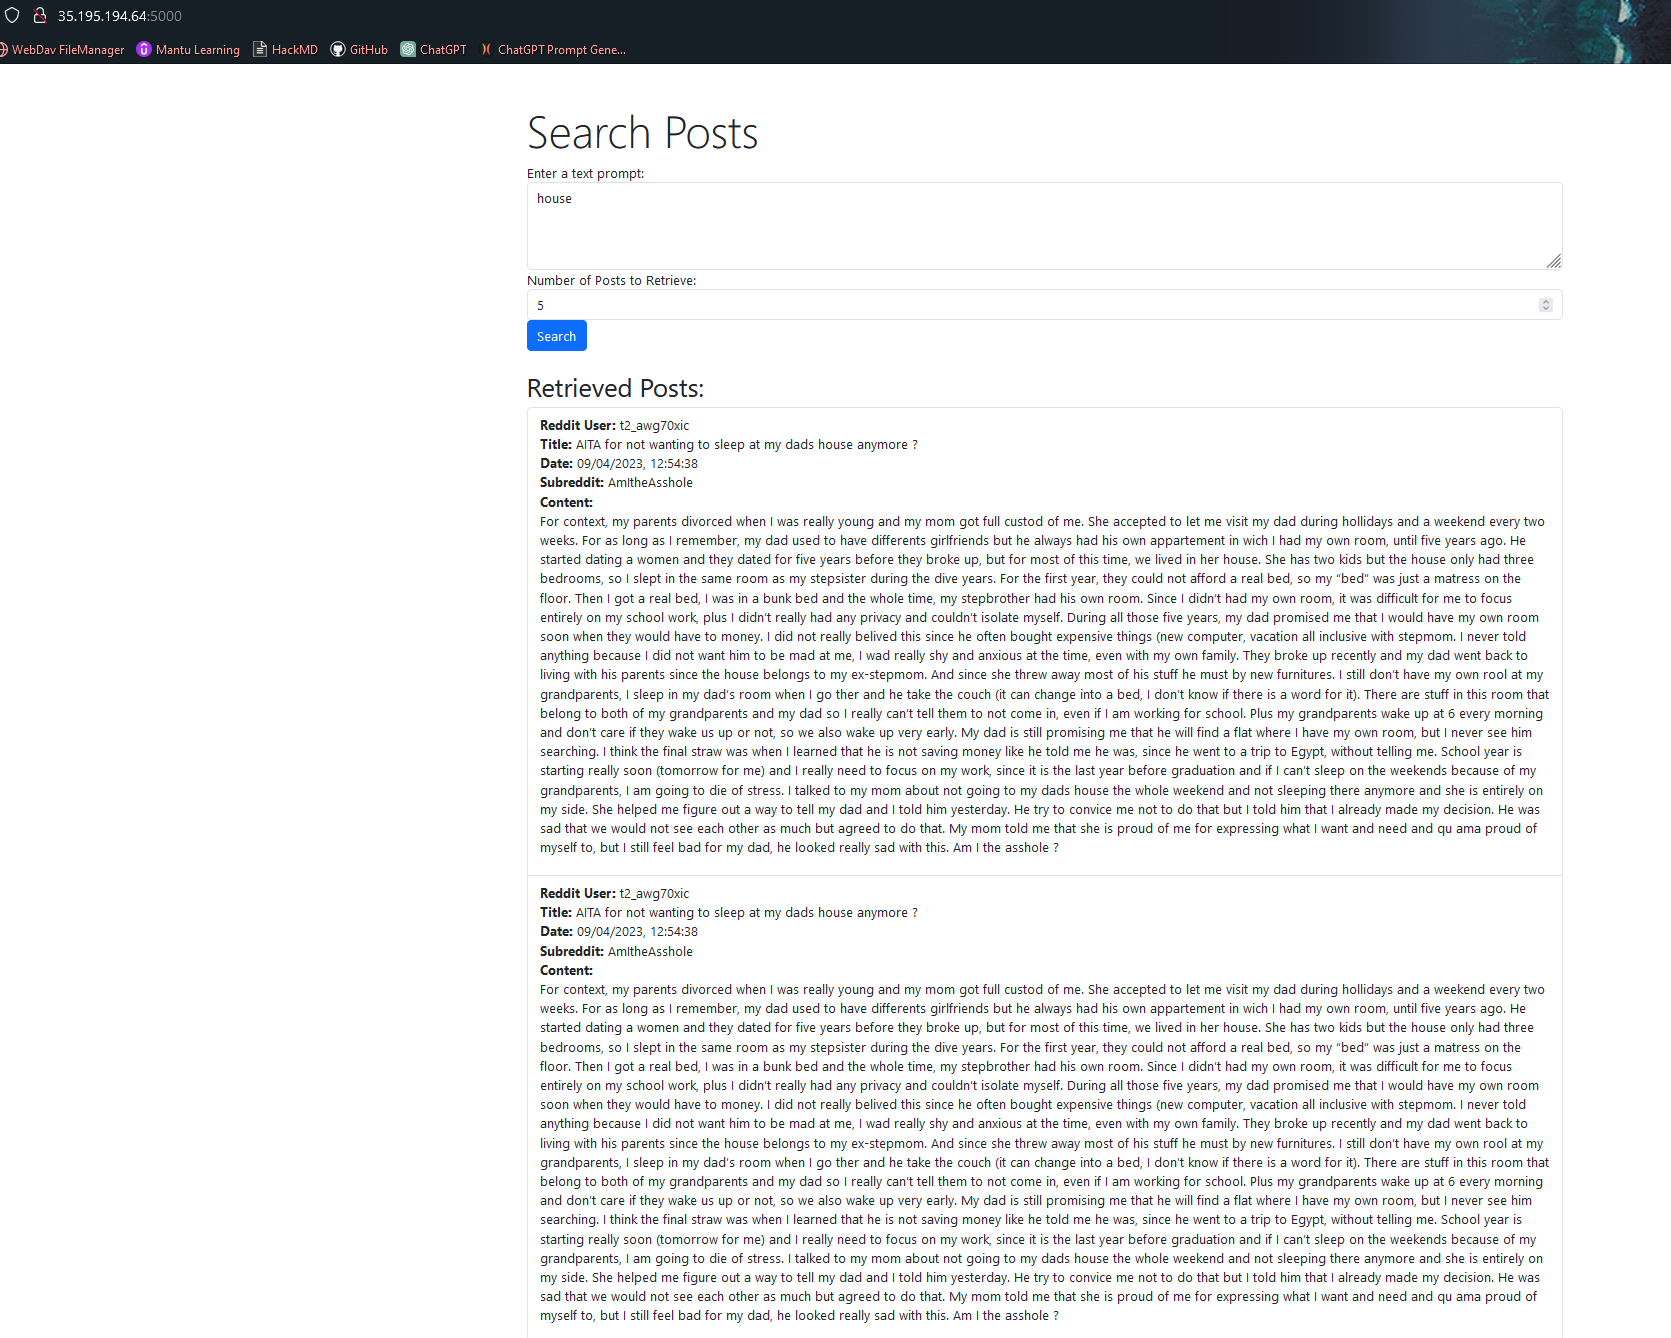 35.195.194.64:5000
WebDav FileManager Mantu Learning HackMD GitHub ChatGPT ChatGPT Prompt Gene...
Search Posts
Enter a text prompt:
house
Number of Posts to Retrieve:
5
Search
Retrieved Posts:
Reddit User: t2_awg70xic
Title: AITA for not wanting to sleep at my dads house anymore ?
Date: 09/04/2023, 12:54:38
Subreddit: AmItheAsshole
Content:
For context, my parents divorced when I was really young and my mom got full custod of me. She accepted to let me visit my dad during hollidays and a weekend every two
weeks. For as long as I remember, my dad used to have differents girlfriends but he always had his own appartement in wich I had my own room, until five years ago. He
started dating a women and they dated for five years before they broke up, but for most of this time, we lived in her house. She has two kids but the house only had three
bedrooms, so I slept in the same room as my stepsister during the dive years. For the first year, they could not afford a real bed, so my “bed” was just a matress on the
floor. Then I got a real bed, I was in a bunk bed and the whole time, my stepbrother had his own room. Since I didn’t had my own room, it was difficult for me to focus
entirely on my school work, plus I didn’t really had any privacy and couldn’t isolate myself. During all those five years, my dad promised me that I would have my own room
soon when they would have to money. I did not really belived this since he often bought expensive things (new computer, vacation all inclusive with stepmom. I never told
anything because I did not want him to be mad at me, I wad really shy and anxious at the time, even with my own family. They broke up recently and my dad went back to
living with his parents since the house belongs to my ex-stepmom. And since she threw away most of his stuff he must by new furnitures. I still don’t have my own rool at my
grandparents, I sleep in my dad’s room when I go ther and he take the couch (it can change into a bed, I don’t know if there is a word for it). There are stuff in this room that
belong to both of my grandparents and my dad so I really can’t tell them to not come in, even if I am working for school. Plus my grandparents wake up at 6 every morning
and don’t care if they wake us up or not, so we also wake up very early. My dad is still promising me that he will find a flat where I have my own room, but I never see him
searching. I think the final straw was when I learned that he is not saving money like he told me he was, since he went to a trip to Egypt, without telling me. School year is
starting really soon (tomorrow for me) and I really need to focus on my work, since it is the last year before graduation and if I can’t sleep on the weekends because of my
grandparents, I am going to die of stress. I talked to my mom about not going to my dads house the whole weekend and not sleeping there anymore and she is entirely on
my side. She helped me figure out a way to tell my dad and I told him yesterday. He try to convice me not to do that but I told him that I already made my decision. He was
sad that we would not see each other as much but agreed to do that. My mom told me that she is proud of me for expressing what I want and need and qu ama proud of
myself to, but I still feel bad for my dad, he looked really sad with this. Am I the asshole ?
Reddit User: t2_awg70xic
Title: AITA for not wanting to sleep at my dads house anymore ?
Date: 09/04/2023, 12:54:38
Subreddit: AmItheAsshole
Content:
For context, my parents divorced when I was really young and my mom got full custod of me. She accepted to let me visit my dad during hollidays and a weekend every two
weeks. For as long as I remember, my dad used to have differents girlfriends but he always had his own appartement in wich I had my own room, until five years ago. He
started dating a women and they dated for five years before they broke up, but for most of this time, we lived in her house. She has two kids but the house only had three
bedrooms, so I slept in the same room as my stepsister during the dive years. For the first year, they could not afford a real bed, so my “bed” was just a matress on the
floor. Then I got a real bed, I was in a bunk bed and the whole time, my stepbrother had his own room. Since I didn’t had my own room, it was difficult for me to focus
entirely on my school work, plus I didn’t really had any privacy and couldn’t isolate myself. During all those five years, my dad promised me that I would have my own room
soon when they would have to money. I did not really belived this since he often bought expensive things (new computer, vacation all inclusive with stepmom. I never told
anything because I did not want him to be mad at me, I wad really shy and anxious at the time, even with my own family. They broke up recently and my dad went back to
living with his parents since the house belongs to my ex-stepmom. And since she threw away most of his stuff he must by new furnitures. I still don’t have my own rool at my
grandparents, I sleep in my dad’s room when I go ther and he take the couch (it can change into a bed, I don’t know if there is a word for it). There are stuff in this room that
belong to both of my grandparents and my dad so I really can’t tell them to not come in, even if I am working for school. Plus my grandparents wake up at 6 every morning
and don’t care if they wake us up or not, so we also wake up very early. My dad is still promising me that he will find a flat where I have my own room, but I never see him
searching. I think the final straw was when I learned that he is not saving money like he told me he was, since he went to a trip to Egypt, without telling me. School year is
starting really soon (tomorrow for me) and I really need to focus on my work, since it is the last year before graduation and if I can’t sleep on the weekends because of my
grandparents, I am going to die of stress. I talked to my mom about not going to my dads house the whole weekend and not sleeping there anymore and she is entirely on
my side. She helped me figure out a way to tell my dad and I told him yesterday. He try to convice me not to do that but I told him that I already made my decision. He was
sad that we would not see each other as much but agreed to do that. My mom told me that she is proud of me for expressing what I want and need and qu ama proud of
myself to, but I still feel bad for my dad, he looked really sad with this. Am I the asshole ?